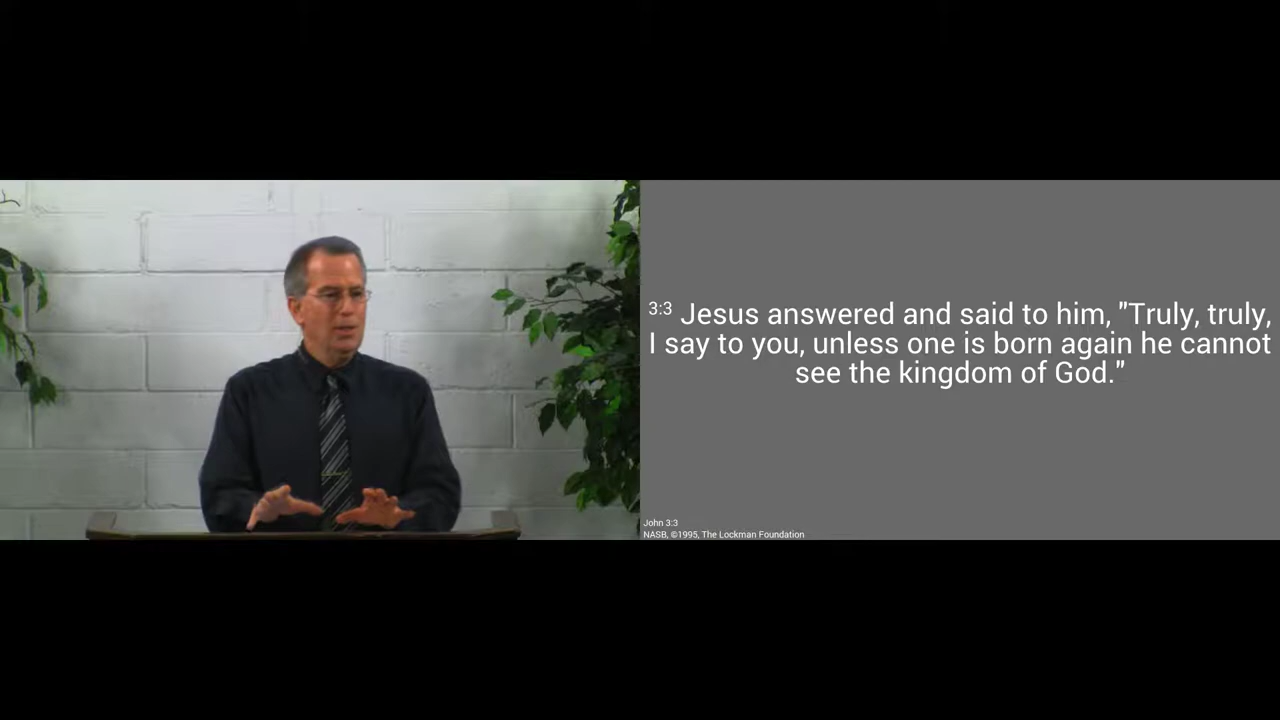 3:3 Jesus answered and said to him, "Truly, truly,
I say to you, unless one is born again he cannot
see the kingdom of God."
John 3:3
NASB, ©1995, The Lockman Foundation